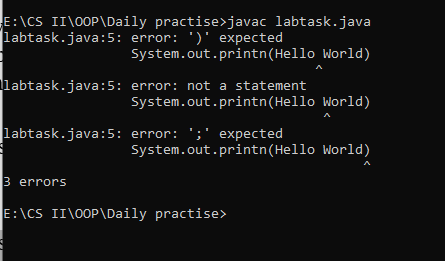 E:\CS II\OOP\Daily practise>javac labtask.java
labtask.java:5: error: ')' expected
System.out.printn(Hello World)
^
labtask.java:5: error: not a statement
System.out.printn(Hello World)
^
labtask.java:5: error: ';' expected
System.out.printn(Hello World)
^
3 errors
E:\CS II\OOP\Daily practise>